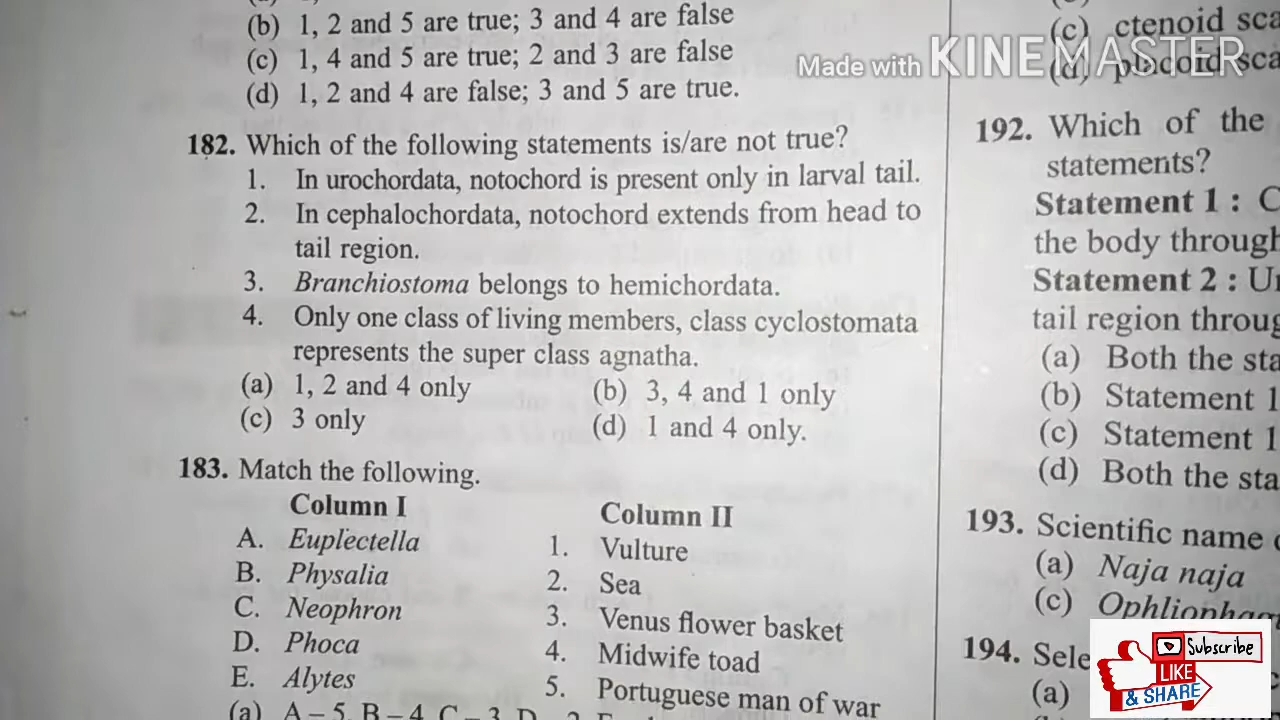 (b) 1, 2 and 5 are true; 3 and 4 are false
(c) 1, 4 and 5 are true; 2 and 3 are false
(d) 1, 2 and 4 are false; 3 and 5 are true.
182. Which of the following statements is/are not true?
1. In urochordata, notochord is present only in larval tail.
2. In cephalochordata, notochord extends from head to
tail region.
3. Branchiostoma belongs to hemichordata.
4. Only one class of living members, class cyclostomata
represents the super class agnatha.
(a) 1, 2 and 4 only (b) 3, 4 and 1 only
(c) 3 only (d) 1 and 4 only.
183. Match the following.
Column I Column II
A. Euplectella 1. Vulture
B. Physalia 2. Sea
C. Neophron 3. Venus flower basket
D. Phoca 4. Midwife toad
E. Alytes 5. Portuguese man of war
(a) A – 5, B – 4, C – 3, D
(c) ctenoid sca
(d) placoid sca
Made with KINEMASTER
192. Which of the
statements?
Statement 1 : C
the body through
Statement 2 : U
tail region throug
(a) Both the sta
(b) Statement 1
(c) Statement 1
(d) Both the sta
193. Scientific name
(a) Naja naja
(c)
194. Sele
(a)
Subscribe
LIKE
& SHARE